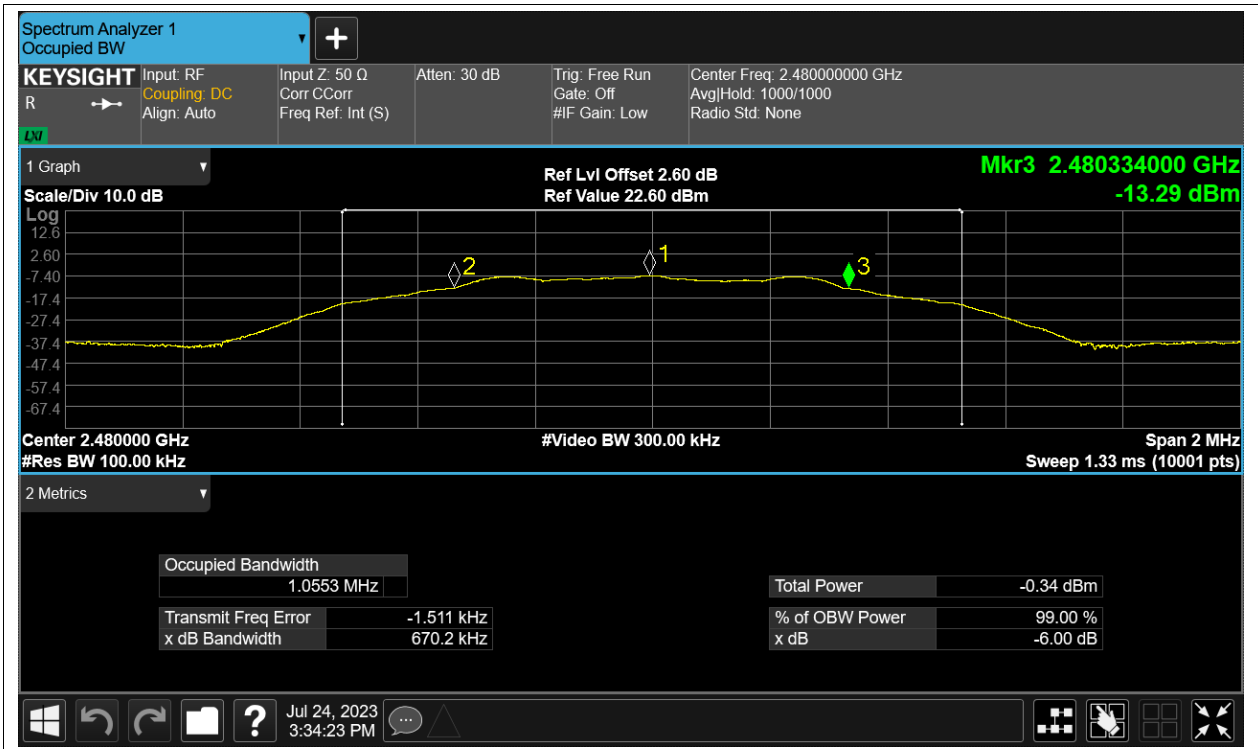 Spectrum Analyzer 1
Occupied BW
KEYSIGHT
R
LXI
Input: RF
Coupling: DC
Align: Auto
Input Z: 50 Ω
Corr CCorr
Freq Ref: Int (S)
Atten: 30 dB
Trig: Free Run
Gate: Off
#IF Gain: Low
Center Freq: 2.480000000 GHz
Avg|Hold: 1000/1000
Radio Std: None
1 Graph
Scale/Div 10.0 dB
Ref Lvl Offset 2.60 dB
Ref Value 22.60 dBm
Mkr3 2.480334000 GHz
-13.29 dBm
Log
12.6
2.60
-7.40
-17.4
-27.4
-37.4
-47.4
-57.4
-67.4
2
1
3
Center 2.480000 GHz
#Video BW 300.00 kHz
Span 2 MHz
#Res BW 100.00 kHz
Sweep 1.33 ms (10001 pts)
2 Metrics
Occupied Bandwidth
1.0553 MHz
Total Power -0.34 dBm
Transmit Freq Error -1.511 kHz
% of OBW Power 99.00 %
x dB Bandwidth 670.2 kHz
x dB -6.00 dB
?
Jul 24, 2023
3:34:23 PM